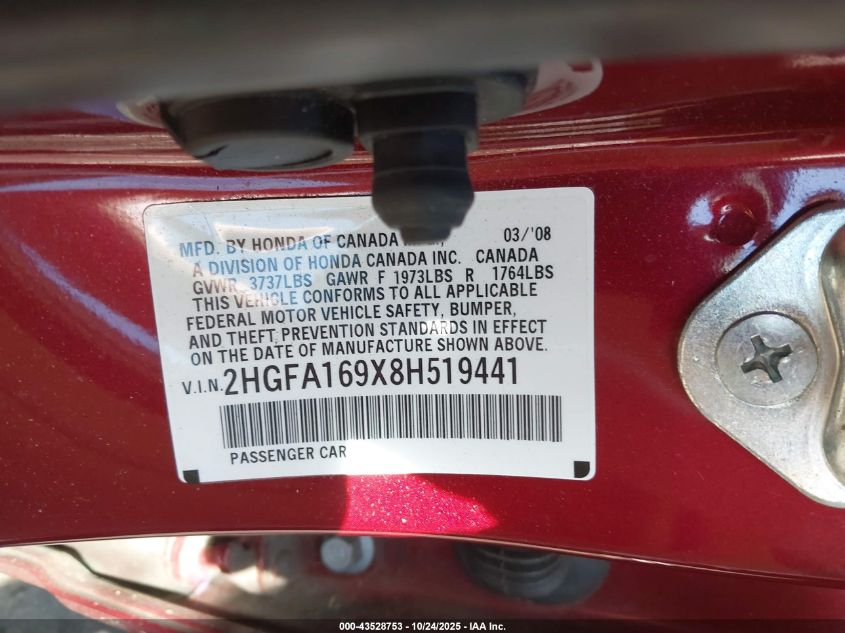 MFD. BY HONDA OF CANADA 03/'08
A DIVISION OF HONDA CANADA INC. CANADA
GVWR 3737LBS GAWR F 1973LBS R 1764LBS
THIS VEHICLE CONFORMS TO ALL APPLICABLE
FEDERAL MOTOR VEHICLE SAFETY, BUMPER,
AND THEFT PREVENTION STANDARDS IN EFFECT
ON THE DATE OF MANUFACTURE SHOWN ABOVE.
V.I.N. 2HGFA169X8H519441
PASSENGER CAR
000-43528753 - 10/24/2025 - IAA Inc.